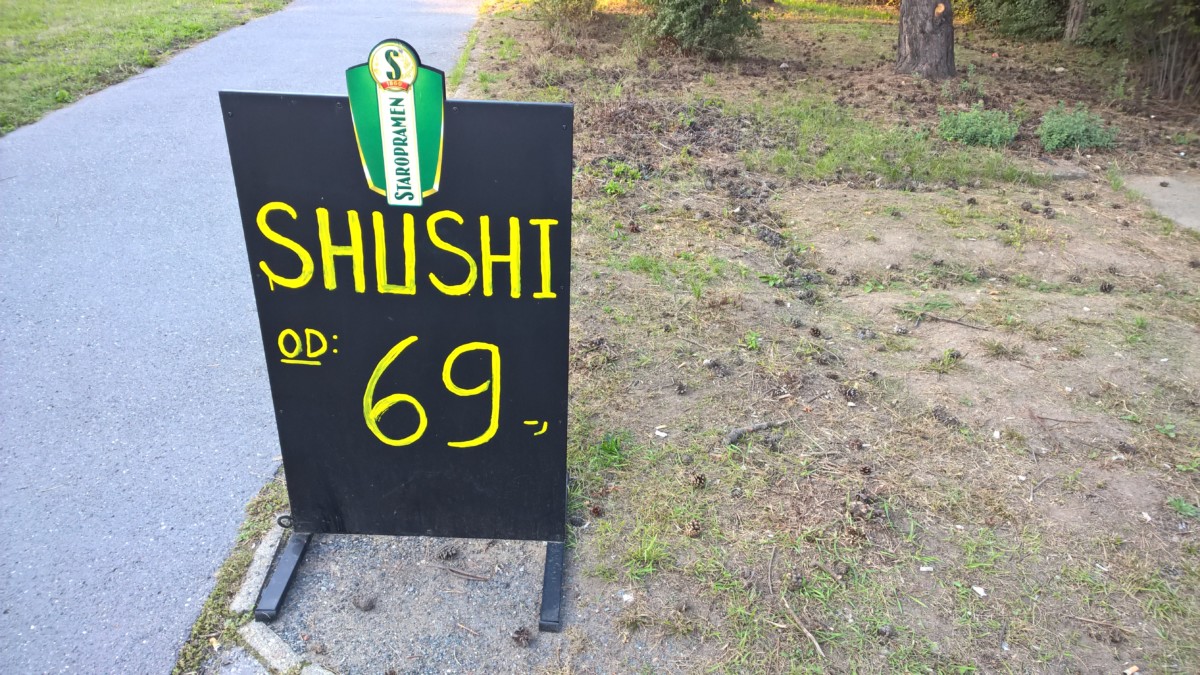 S
STAROPRAMEN
SHUSHI
OD:
69,-